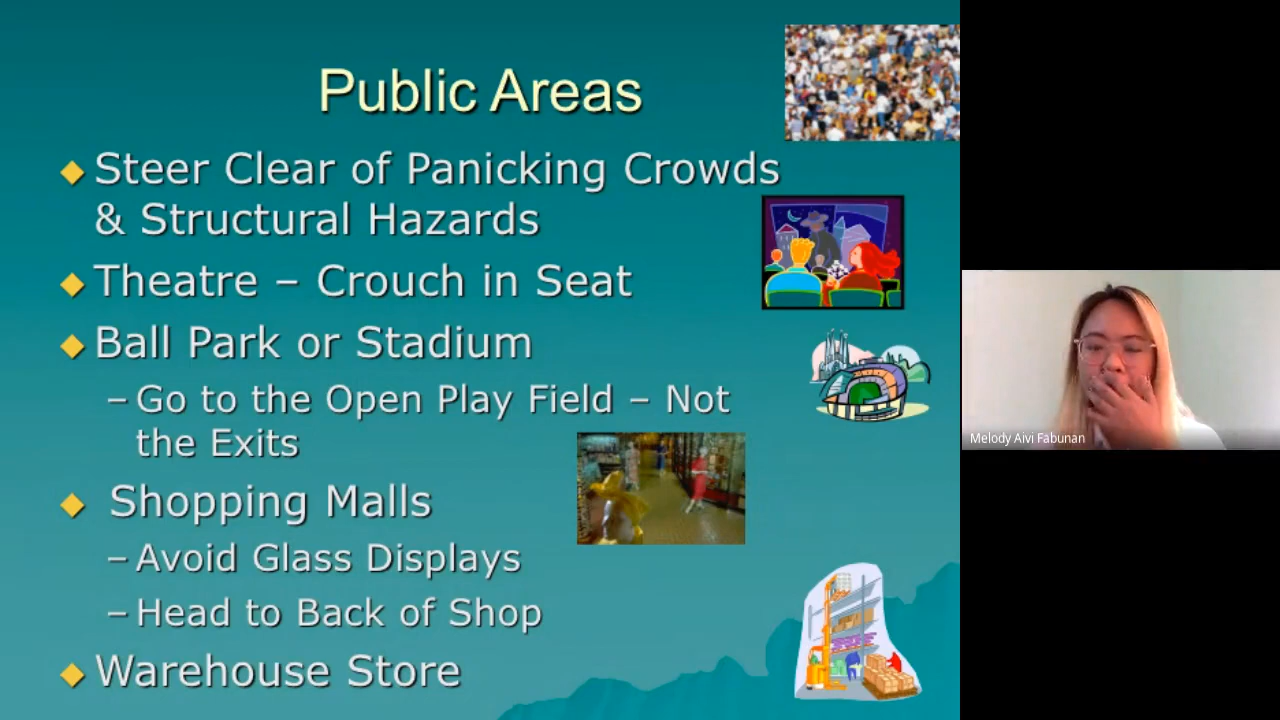 Public Areas
Steer Clear of Panicking Crowds
& Structural Hazards
Theatre – Crouch in Seat
Ball Park or Stadium
–Go to the Open Play Field – Not
the Exits
Shopping Malls
–Avoid Glass Displays
–Head to Back of Shop
Warehouse Store
Melody Aivi Fabunan